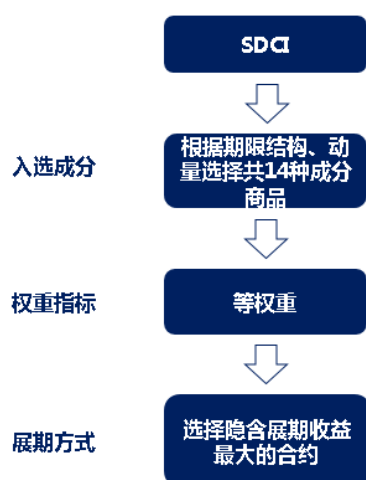 SDCI
入选成分
根据期限结构、动
量选择共14种成分
商品
权重指标
等权重
展期方式
选择隐含展期收益
最大的合约